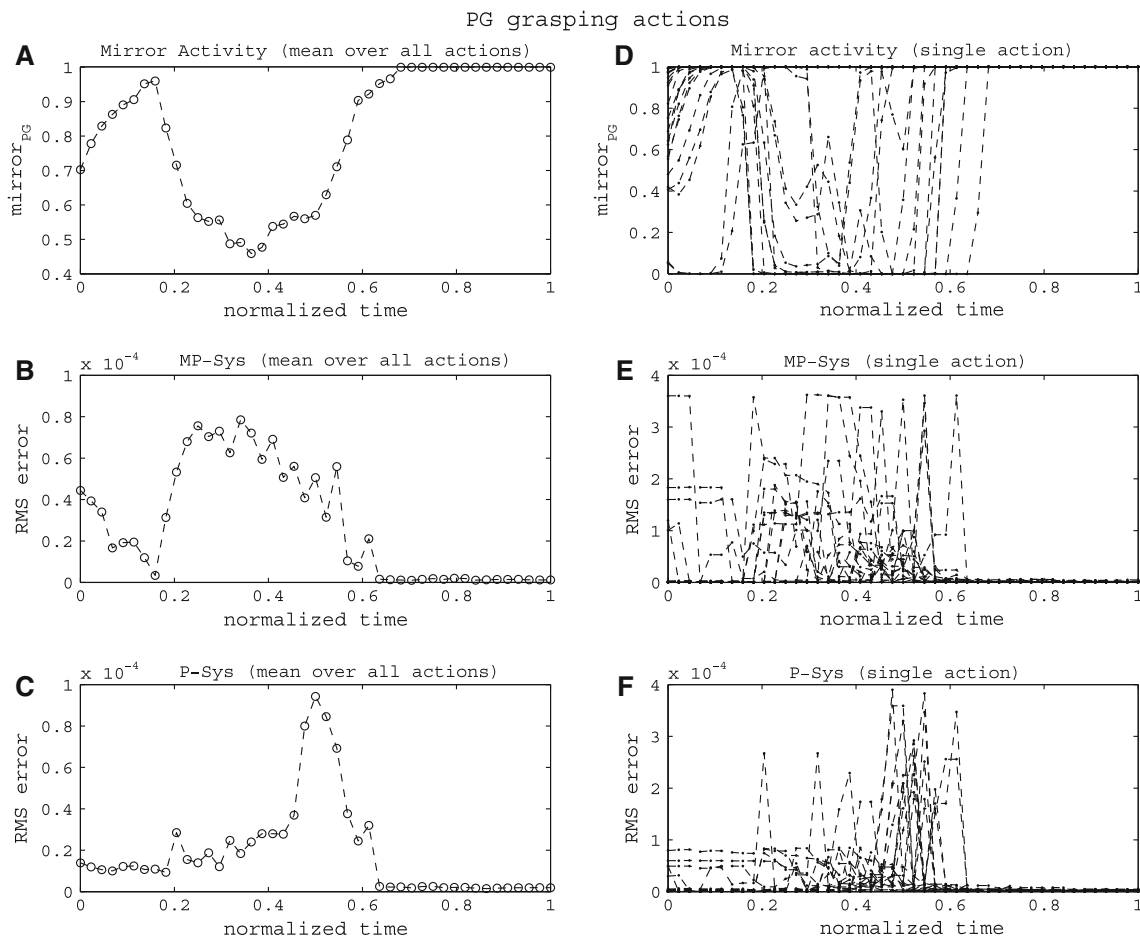 PG grasping actions
A
Mirror Activity (mean over all actions)
1
0.9
0.8
0.7
0.6
0.5
0.4
mirror_PG
0 0.2 0.4 0.6 0.8 1
normalized time
D
Mirror activity (single action)
1
0.8
0.6
0.4
0.2
0
mirror_PG
0 0.2 0.4 0.6 0.8 1
normalized time
B
x 10^-4
MP-Sys (mean over all actions)
1
0.8
0.6
0.4
0.2
0
RMS error
0 0.2 0.4 0.6 0.8 1
normalized time
E
x 10^-4
MP-Sys (single action)
4
3
2
1
0
RMS error
0 0.2 0.4 0.6 0.8 1
normalized time
C
x 10^-4
P-Sys (mean over all actions)
1
0.8
0.6
0.4
0.2
0
RMS error
0 0.2 0.4 0.6 0.8 1
normalized time
F
x 10^-4
P-Sys (single action)
4
3
2
1
0
RMS error
0 0.2 0.4 0.6 0.8 1
normalized time